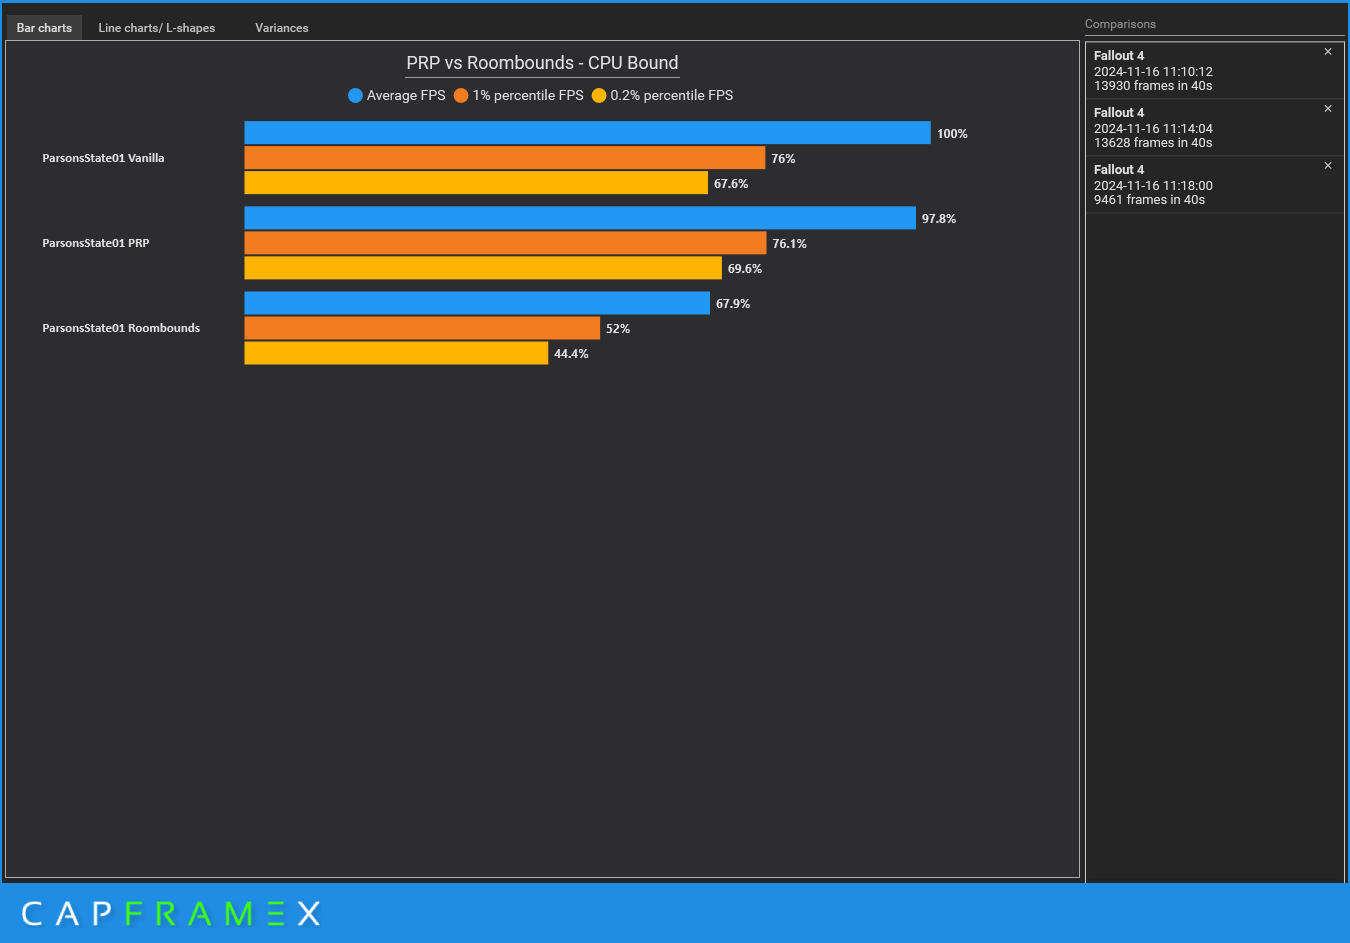 Bar charts Line charts/ L-shapes Variances
PRP vs Roombounds - CPU Bound
Average FPS 1% percentile FPS 0.2% percentile FPS
ParsonsState01 Vanilla
100%
76%
67.6%
ParsonsState01 PRP
97.8%
76.1%
69.6%
ParsonsState01 Roombounds
67.9%
52%
44.4%
Comparisons
Fallout 4
2024-11-16 11:10:12
13930 frames in 40s
Fallout 4
2024-11-16 11:14:04
13628 frames in 40s
Fallout 4
2024-11-16 11:18:00
9461 frames in 40s
CAPFRAMEX